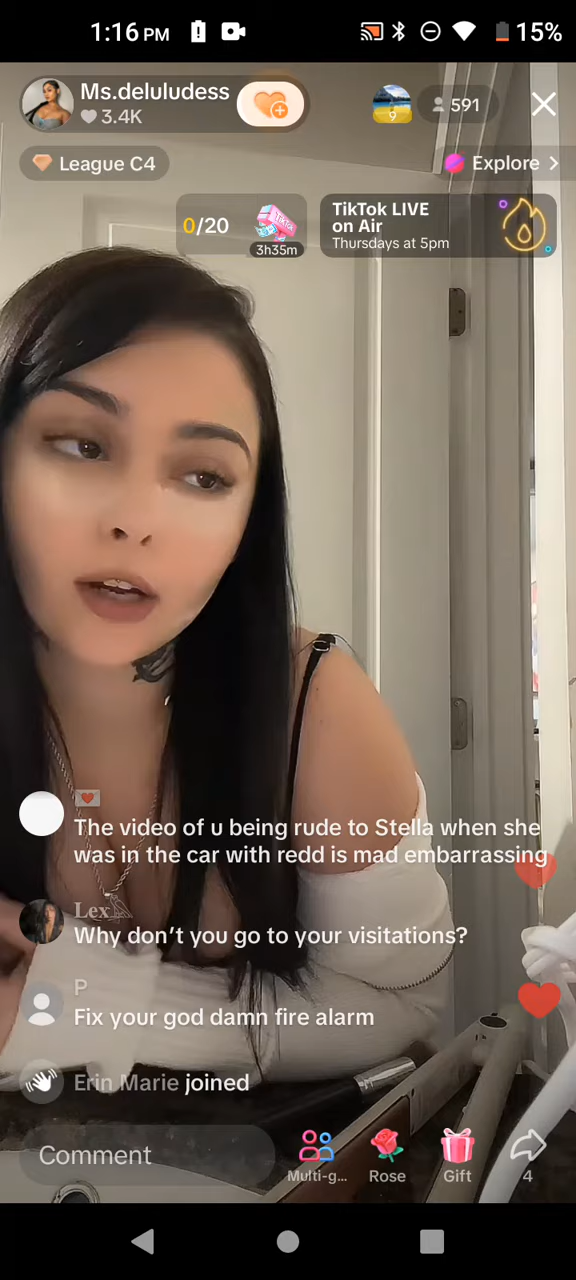 1:16 PM
15%
Ms.deluludess
3.4K
9
591
League C4
Explore >
0/20
TikTok
3h35m
TikTok LIVE
on Air
Thursdays at 5pm
The video of u being rude to Stella when she
was in the car with redd is mad embarrassing
Lex
Why don't you go to your visitations?
P
Fix your god damn fire alarm
Erin Marie joined
Comment
Multi-g...
Rose
Gift
4